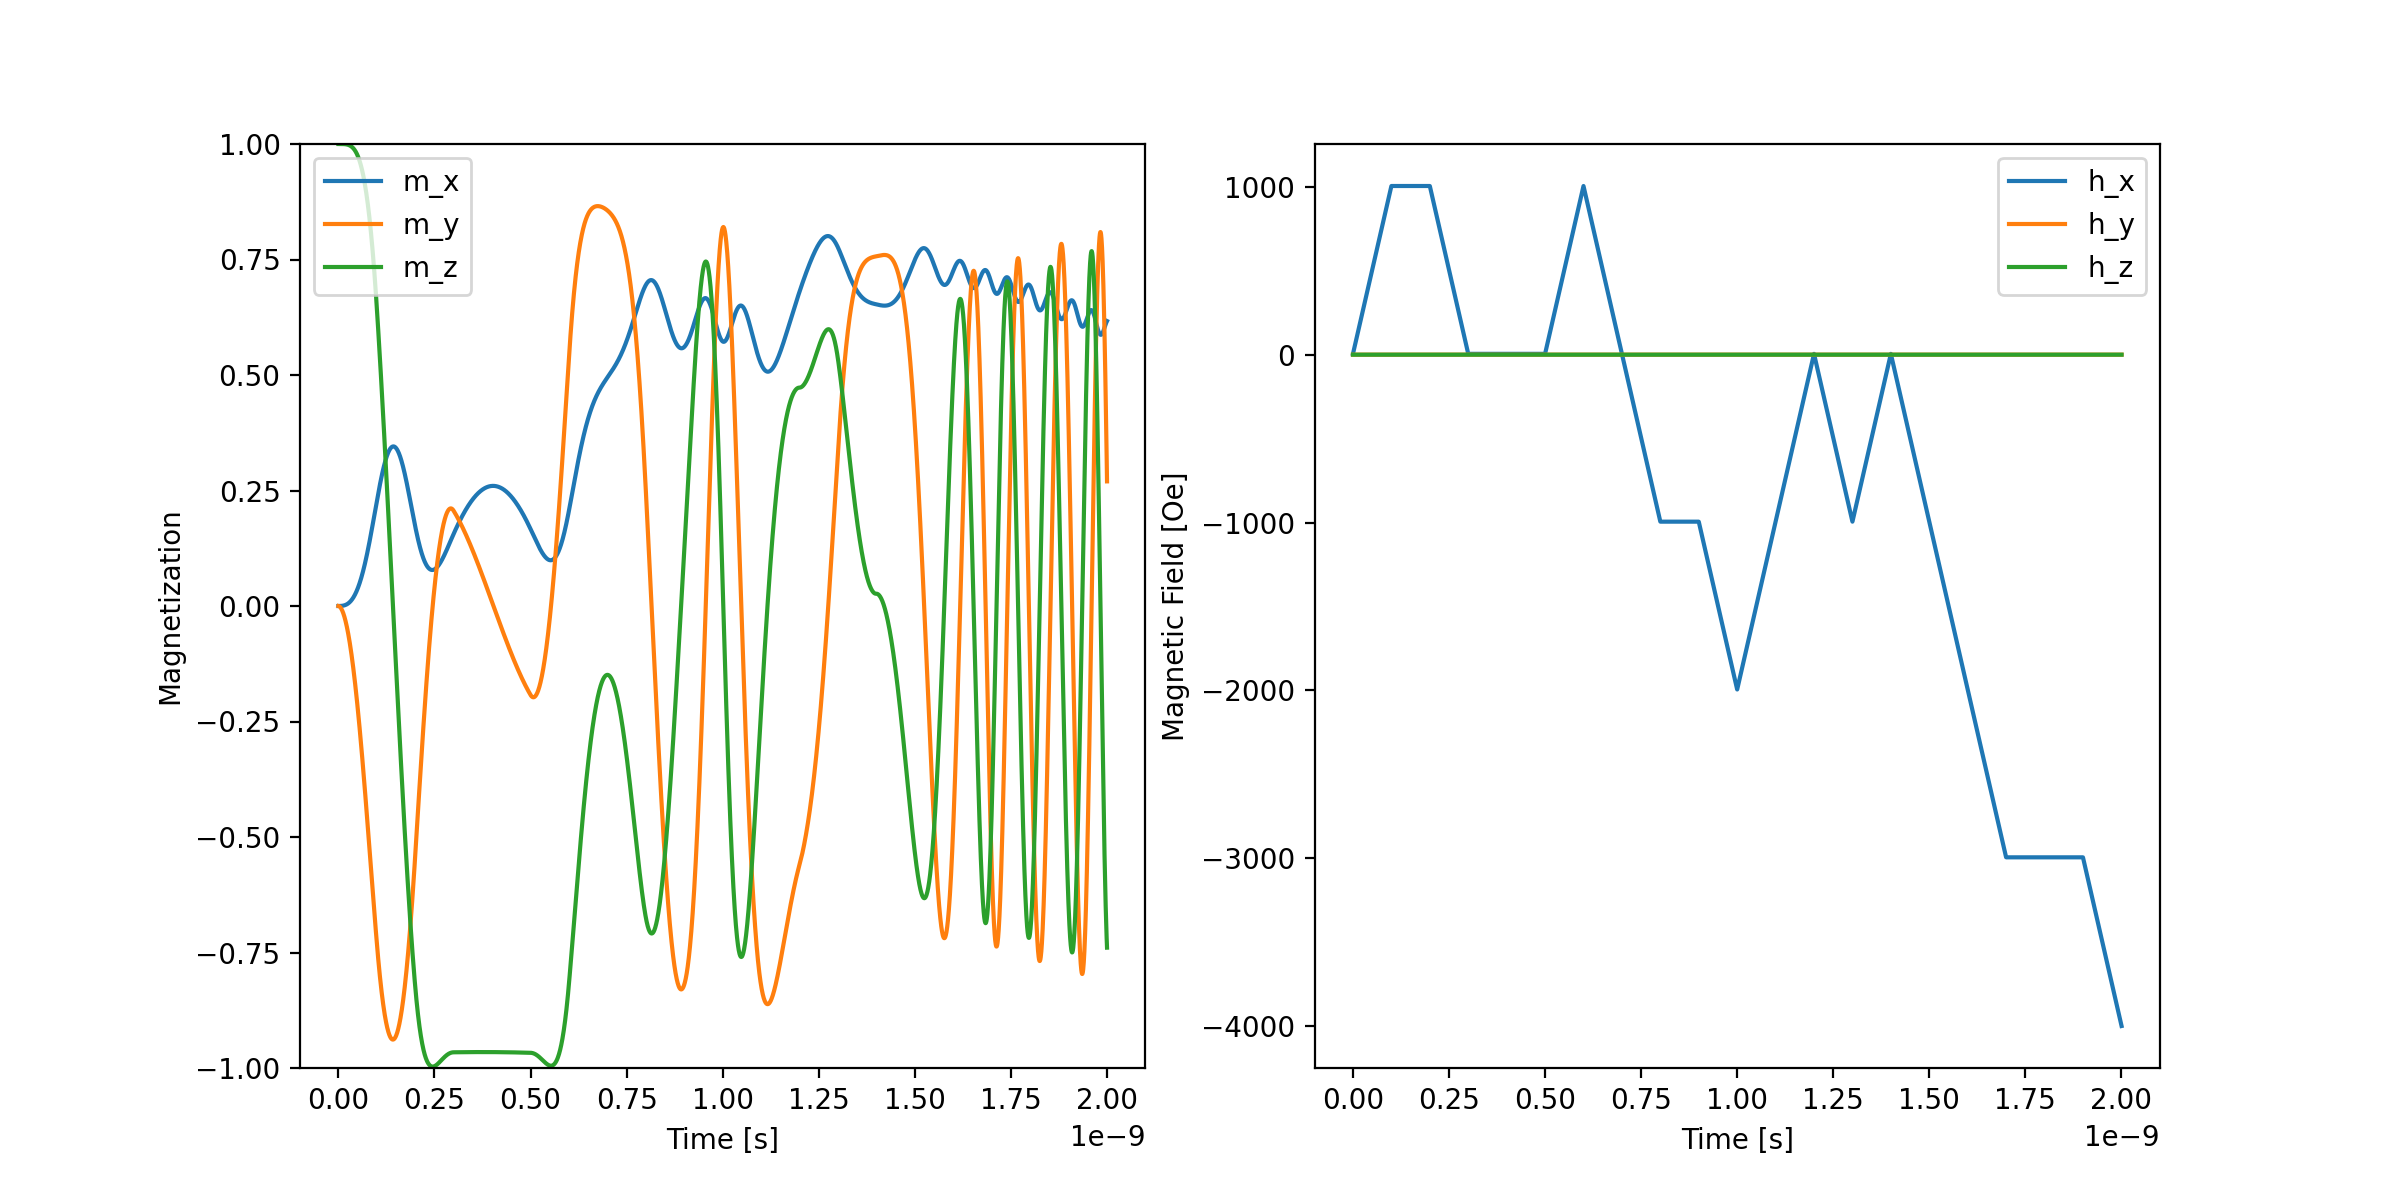 1.00
0.75
0.50
0.25
0.00
−0.25
−0.50
−0.75
−1.00
Magnetization
m_x
m_y
m_z
0.00 0.25 0.50 0.75 1.00 1.25 1.50 1.75 2.00
Time [s]
1e−9
1000
0
−1000
−2000
−3000
−4000
Magnetic Field [Oe]
h_x
h_y
h_z
0.00 0.25 0.50 0.75 1.00 1.25 1.50 1.75 2.00
Time [s]
1e−9